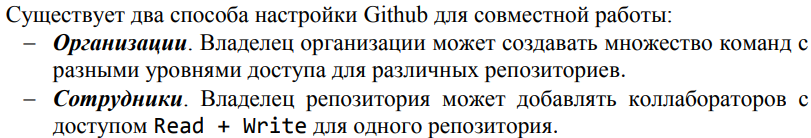 Существует два способа настройки Github для совместной работы:
– Организации. Владелец организации может создавать множество команд с
разными уровнями доступа для различных репозиториев.
– Сотрудники. Владелец репозитория может добавлять коллабораторов с
доступом Read + Write для одного репозитория.